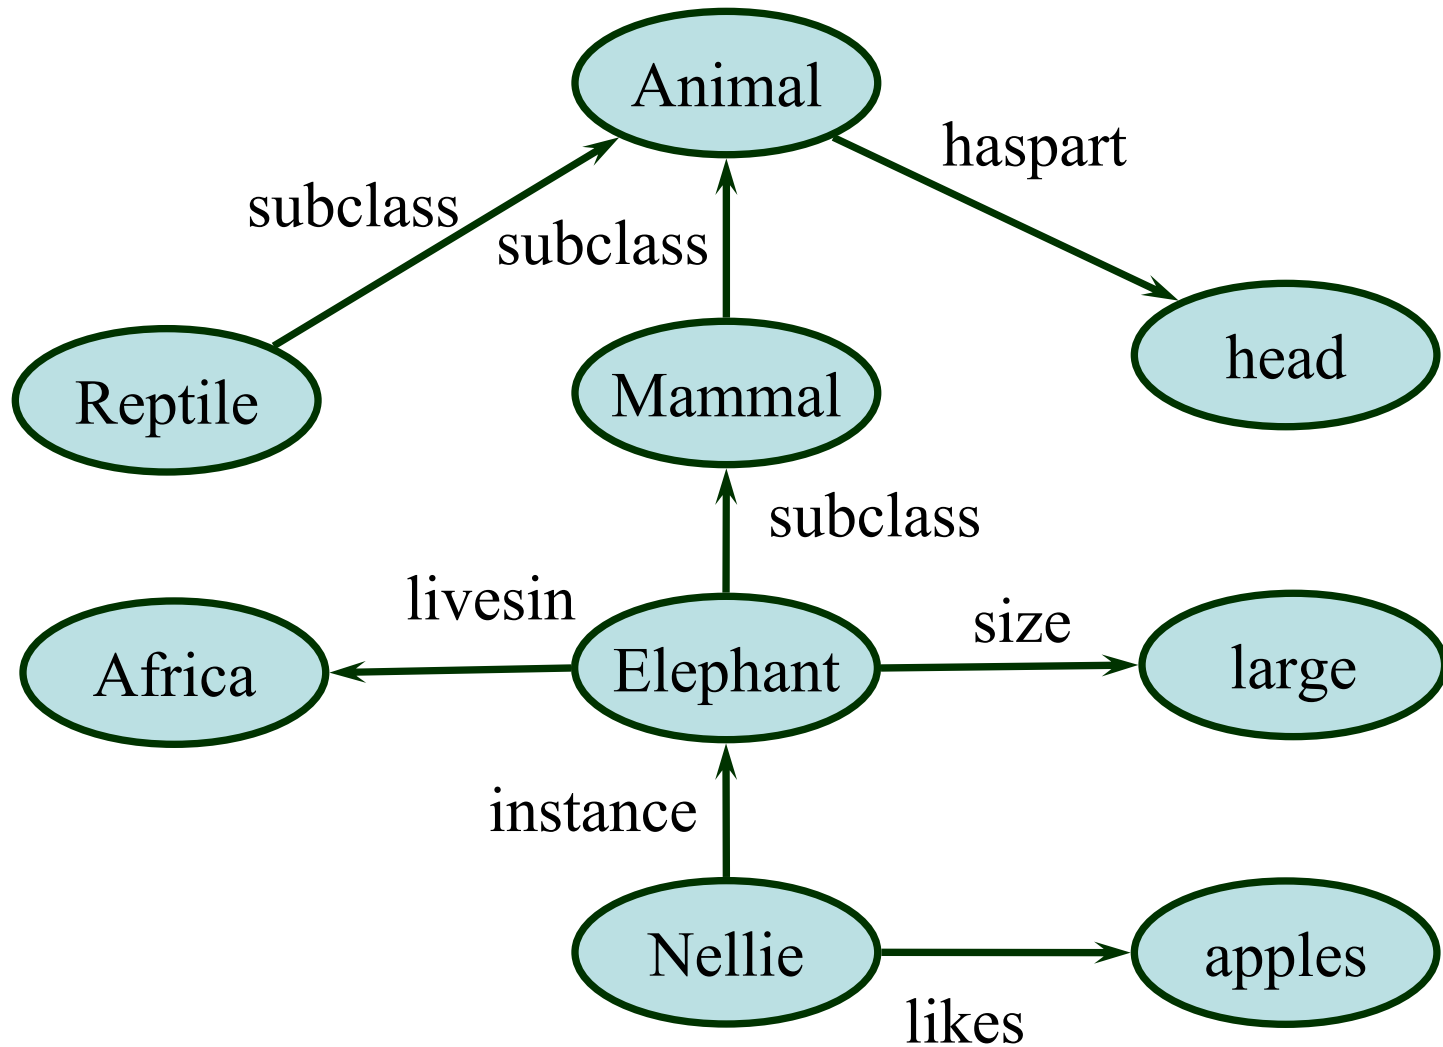 Animal
haspart
subclass
subclass
head
Reptile
Mammal
subclass
livesin
size
Africa
Elephant
large
instance
Nellie
apples
likes